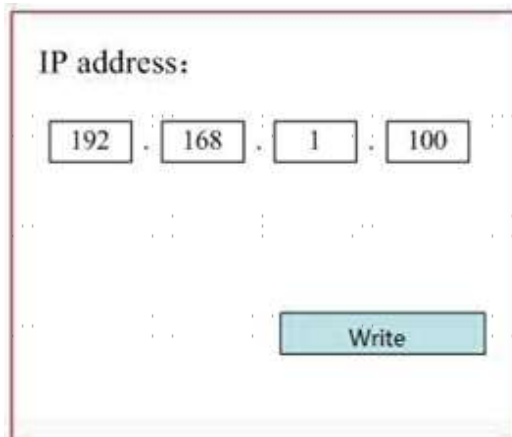 IP address：
192 . 168 . 1 . 100
Write